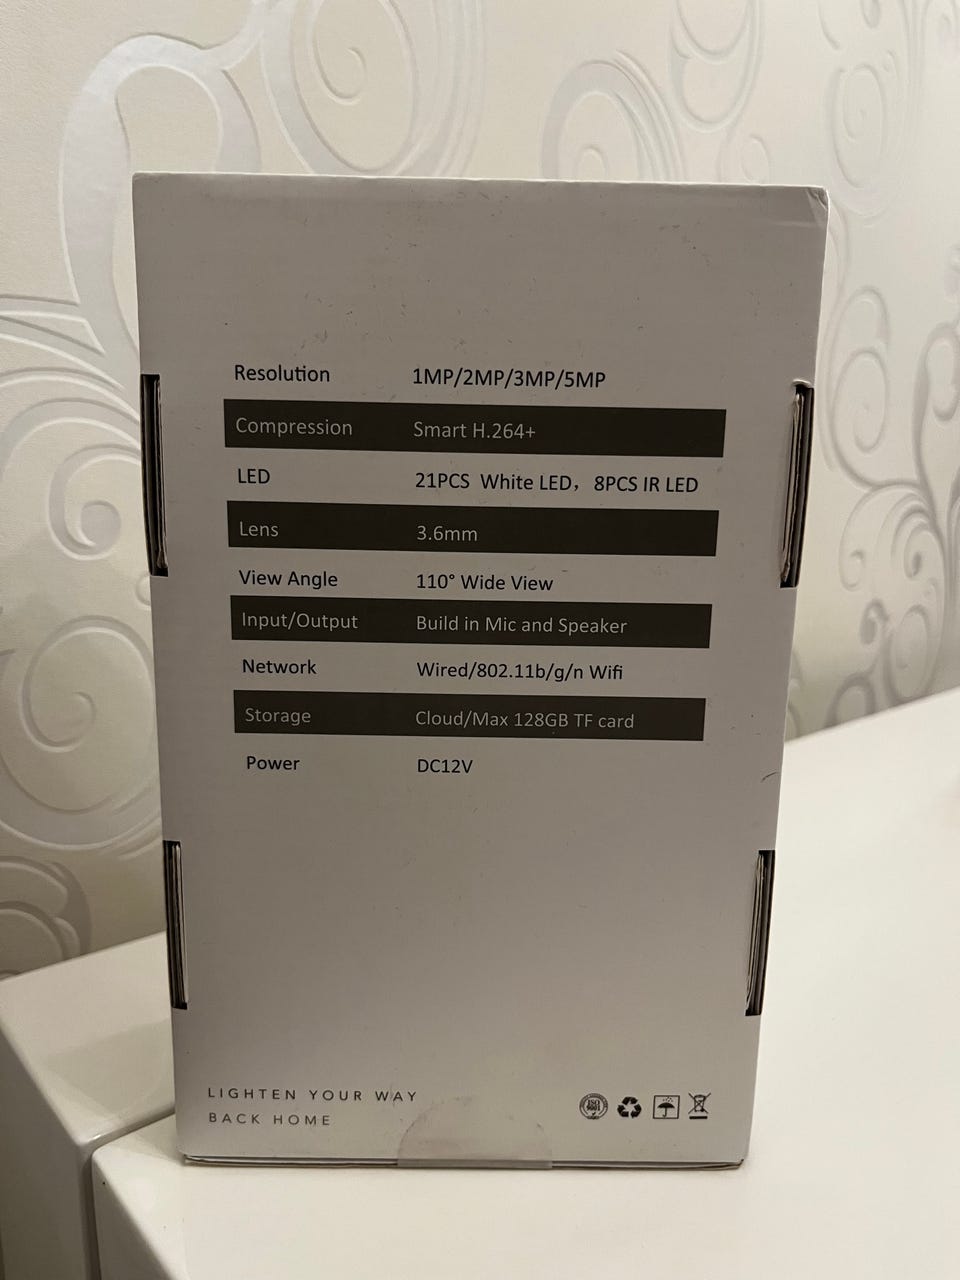 Resolution 1MP/2MP/3MP/5MP
Compression Smart H.264+
LED 21PCS White LED，8PCS IR LED
Lens 3.6mm
View Angle 110° Wide View
Input/Output Build in Mic and Speaker
Network Wired/802.11b/g/n Wifi
Storage Cloud/Max 128GB TF card
Power DC12V
LIGHTEN YOUR WAY
BACK HOME
ISO
9001